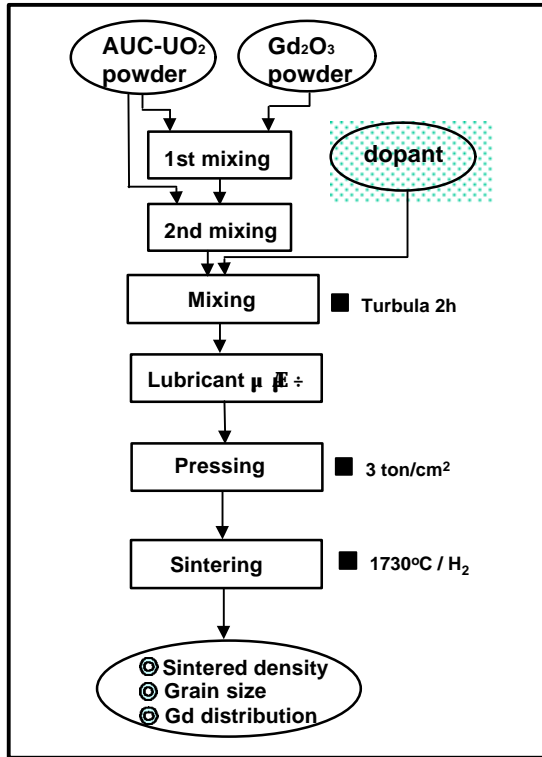 AUC-UO₂
powder
Gd₂O₃
powder
1st mixing
dopant
2nd mixing
Mixing
■ Turbula 2h
Lubricant
Pressing
■ 3 ton/cm²
Sintering
■ 1730ºC / H₂
◎ Sintered density
◎ Grain size
◎ Gd distribution